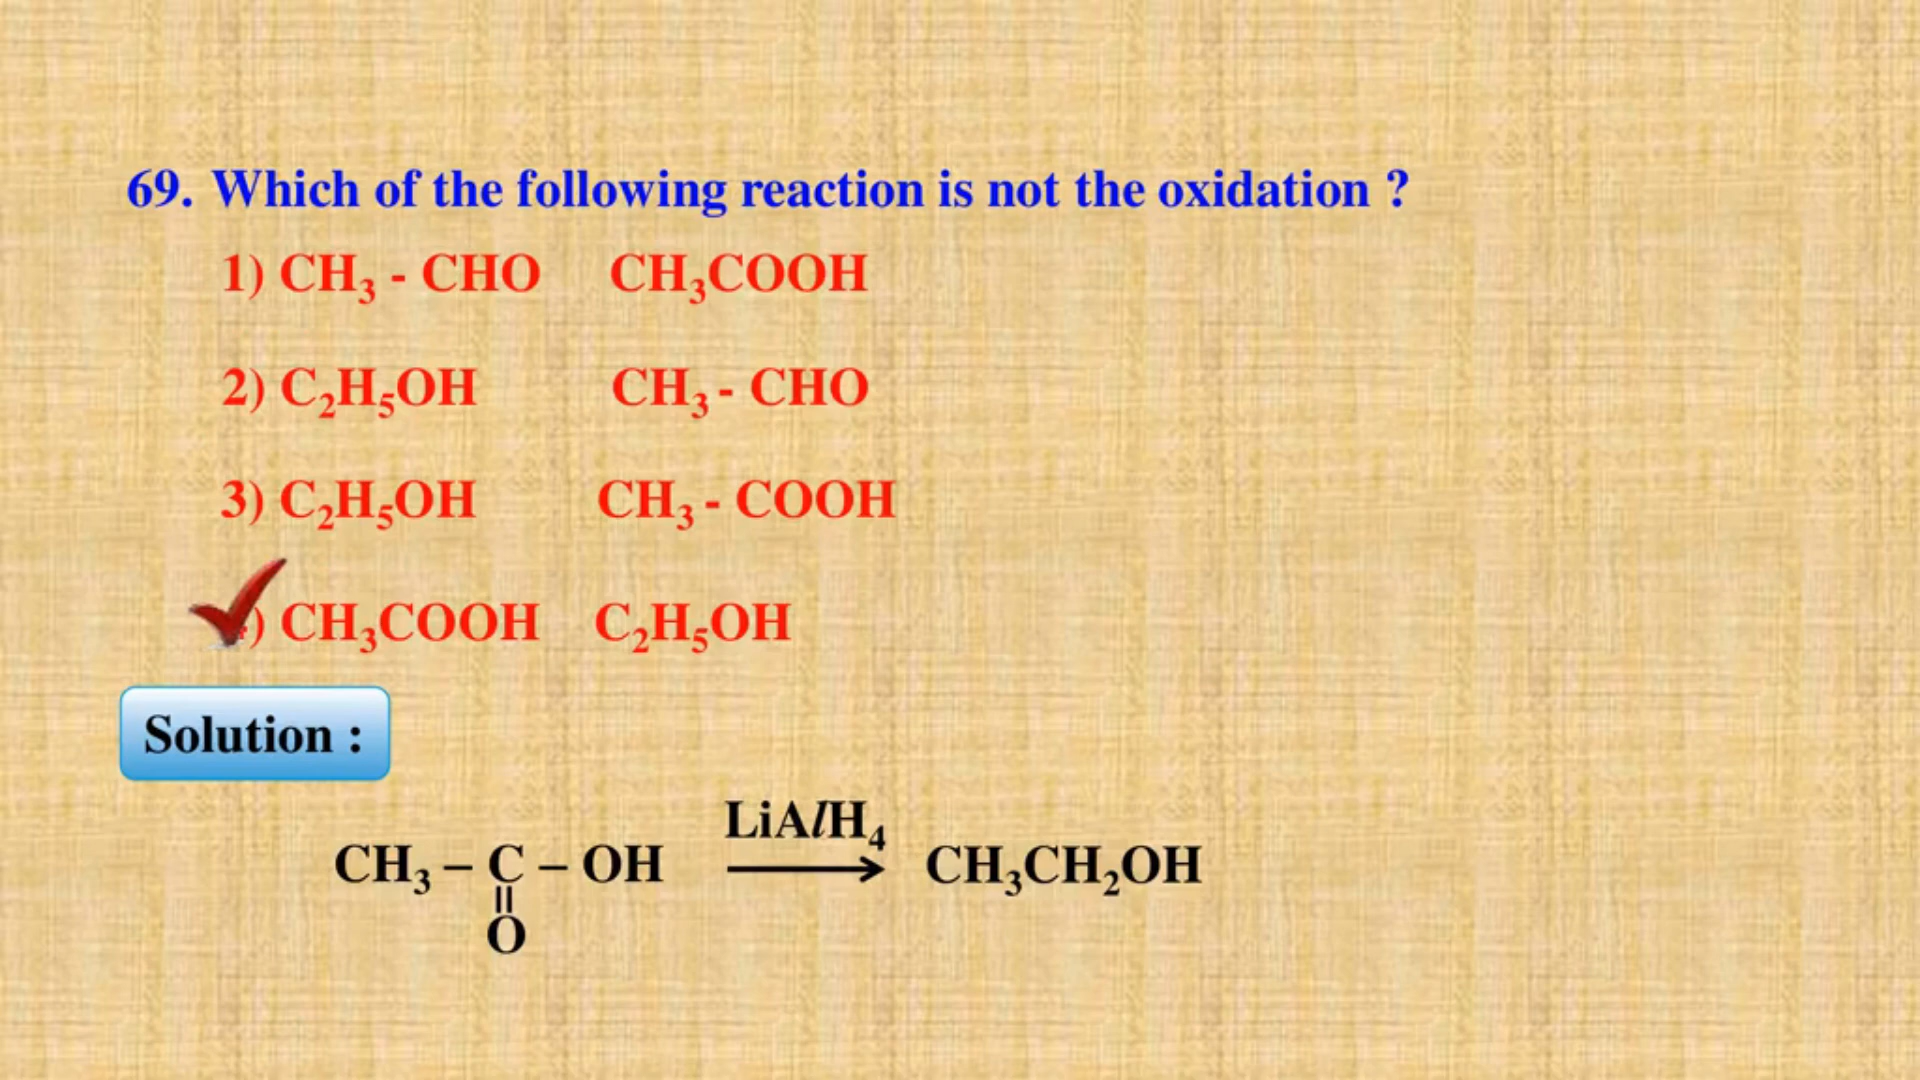 69. Which of the following reaction is not the oxidation ?
1) CH₃ - CHO CH₃COOH
2) C₂H₅OH CH₃ - CHO
3) C₂H₅OH CH₃ - COOH
) CH₃COOH C₂H₅OH
Solution :
LiAlH₄
CH₃ – C – OH CH₃CH₂OH
O